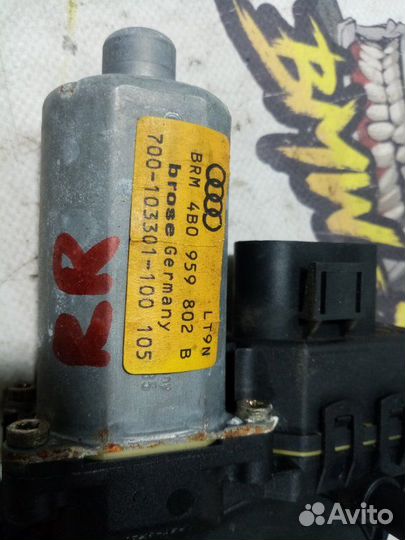 LT9N
BRM 4B0 959 802 B
brose Germany
700-103301-100 105
RR
BMW
Avito